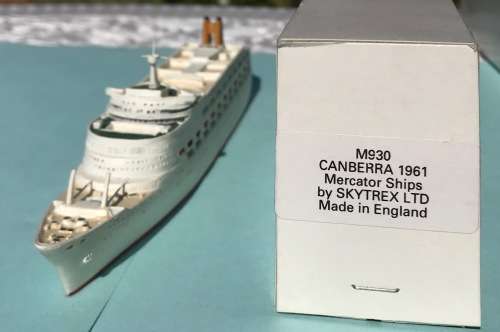 M930
CANBERRA 1961
Mercator Ships
by SKYTREX LTD
Made in England